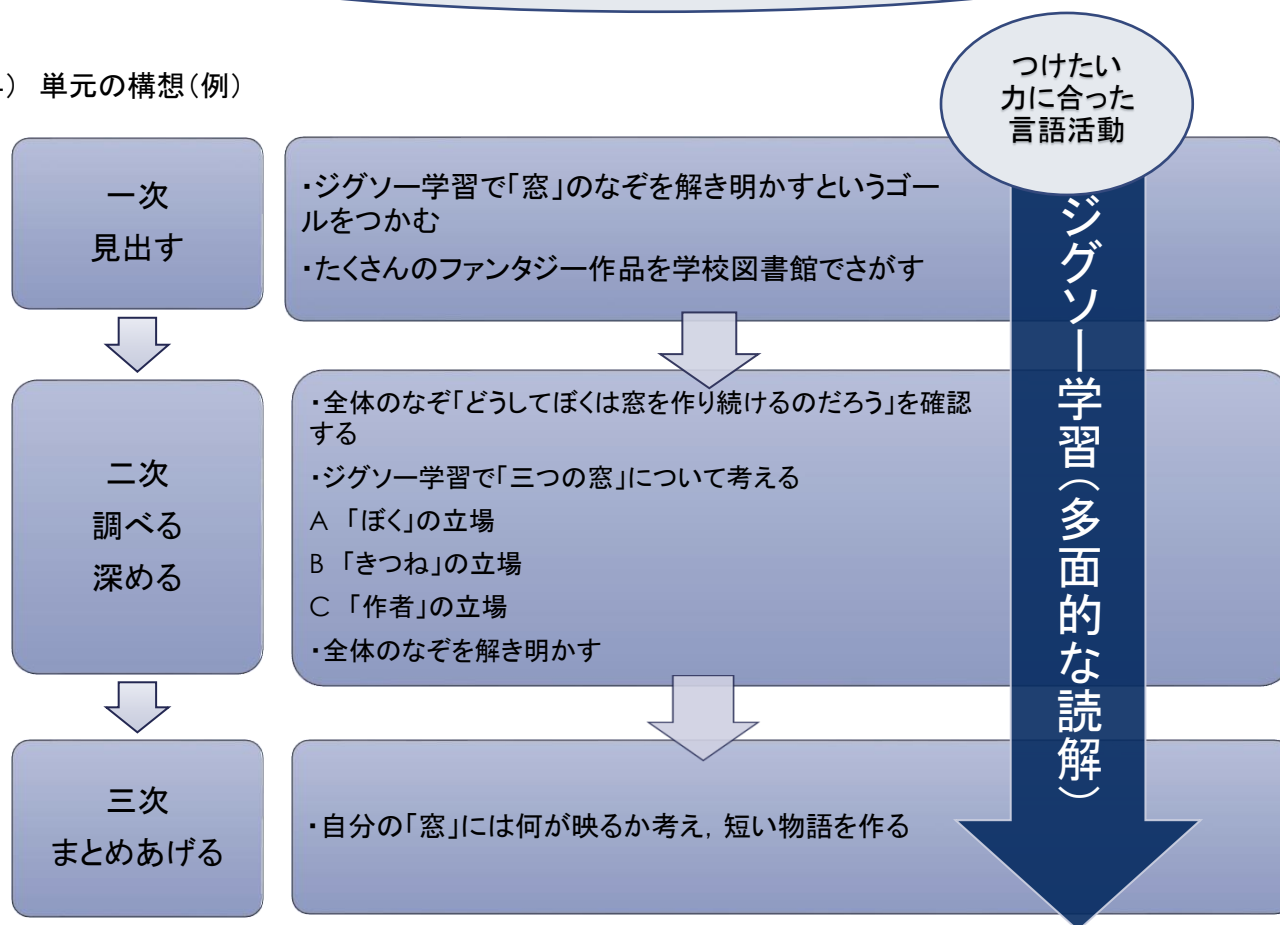 ） 単元の構想（例）
つけたい
力に合った
言語活動
一次
見出す
・ジグソー学習で「窓」のなぞを解き明かすというゴー
ルをつかむ
・たくさんのファンタジー作品を学校図書館でさがす
二次
調べる
深める
・全体のなぞ「どうしてぼくは窓を作り続けるのだろう」を確認
する
・ジグソー学習で「三つの窓」について考える
A 「ぼく」の立場
B 「きつね」の立場
C 「作者」の立場
・全体のなぞを解き明かす
三次
まとめあげる
・自分の「窓」には何が映るか考え，短い物語を作る
ジグソー学習（多面的な読解）